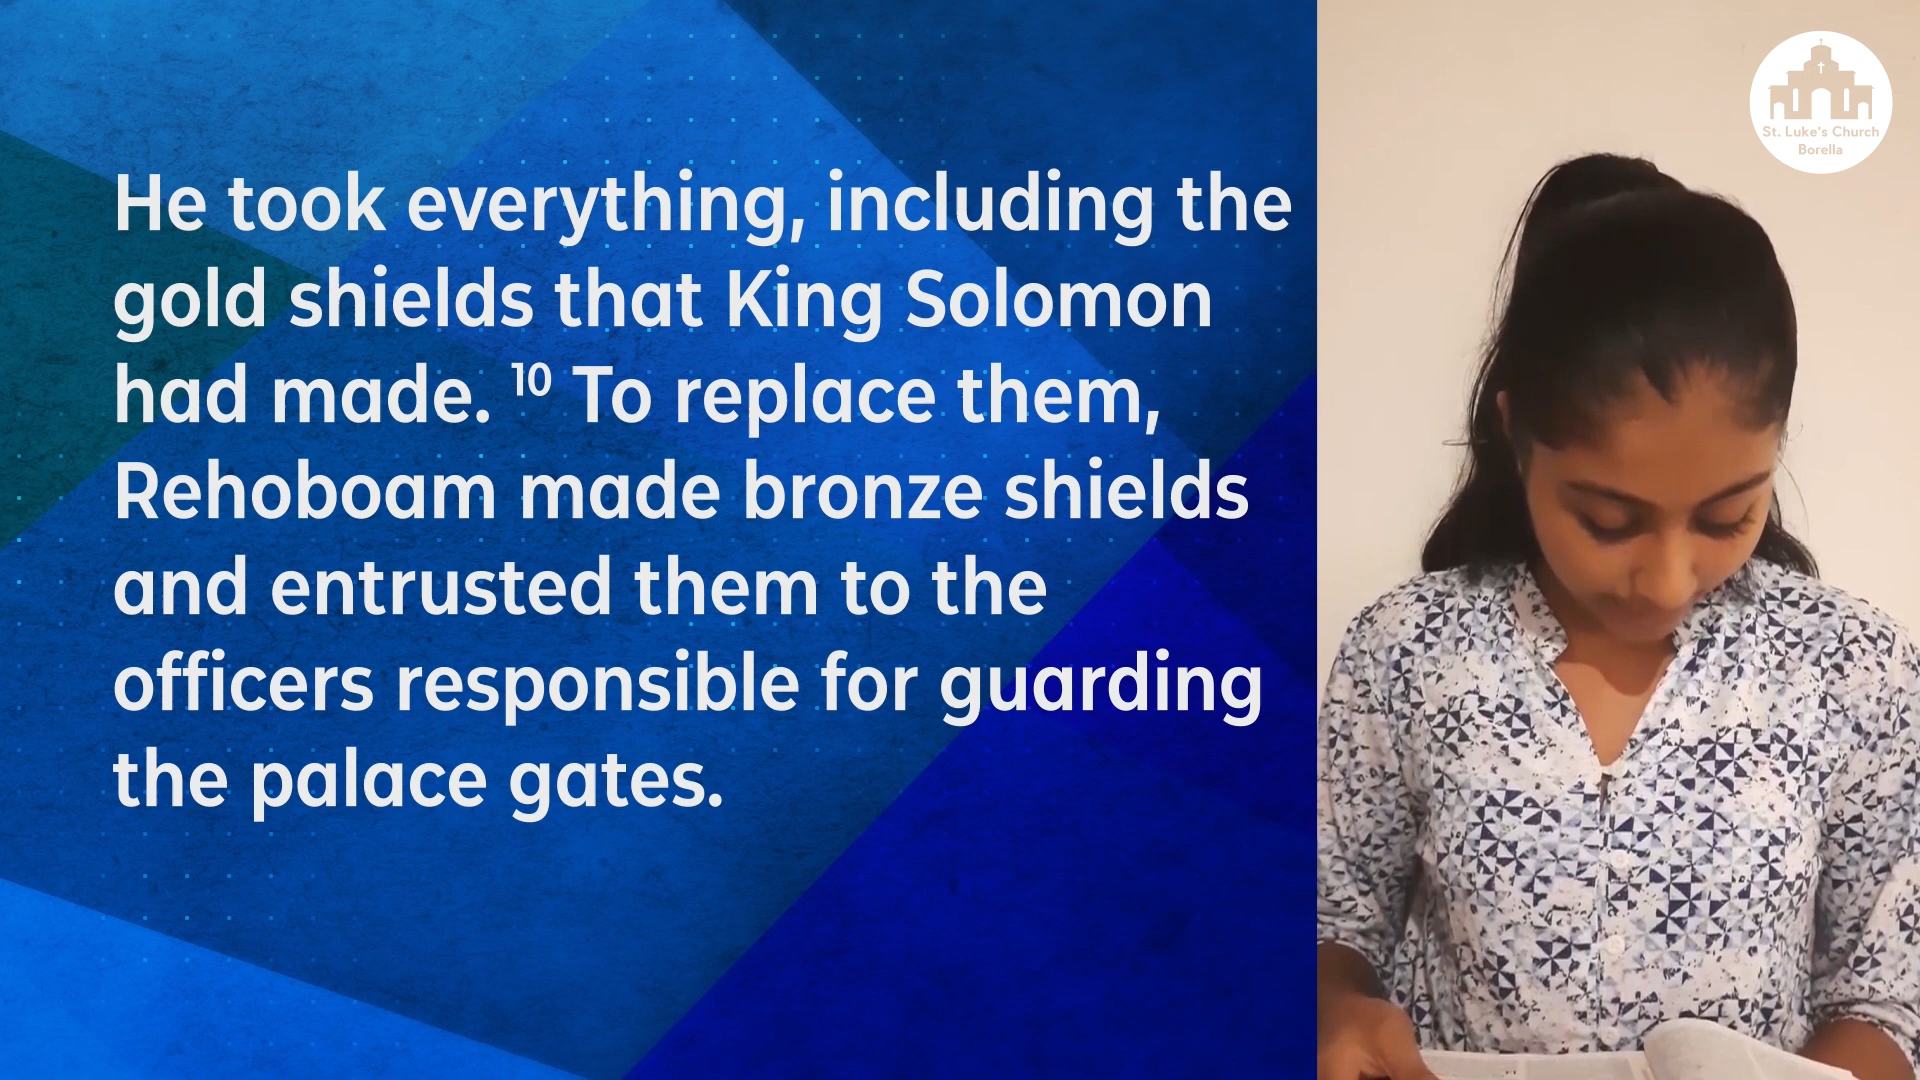 He took everything, including the
gold shields that King Solomon
had made. ¹⁰ To replace them,
Rehoboam made bronze shields
and entrusted them to the
officers responsible for guarding
the palace gates.
St. Luke's Church
Borella